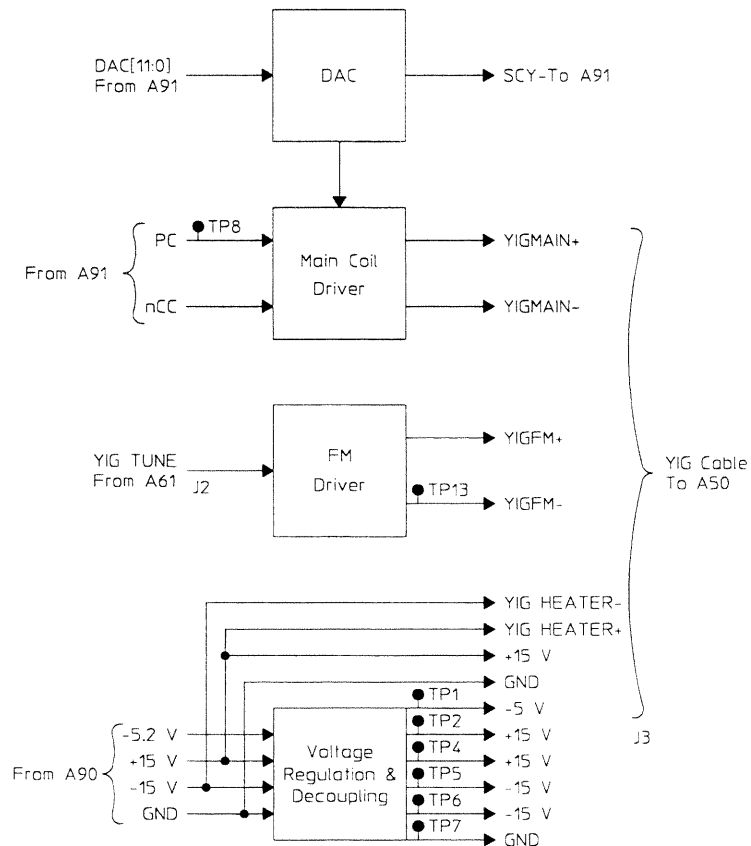 DAC[11:0]
From A91
DAC
SCY-To A91
TP8
PC
From A91
nCC
Main Coil
Driver
YIGMAIN+
YIGMAIN-
YIG TUNE
From A61
J2
FM
Driver
YIGFM+
TP13
YIGFM-
YIG Cable
To A50
YIG HEATER-
YIG HEATER+
+15 V
GND
TP1
-5 V
J3
-5.2 V
+15 V
From A90
-15 V
GND
Voltage
Regulation &
Decoupling
TP2
+15 V
TP4
+15 V
TP5
-15 V
TP6
-15 V
TP7
GND